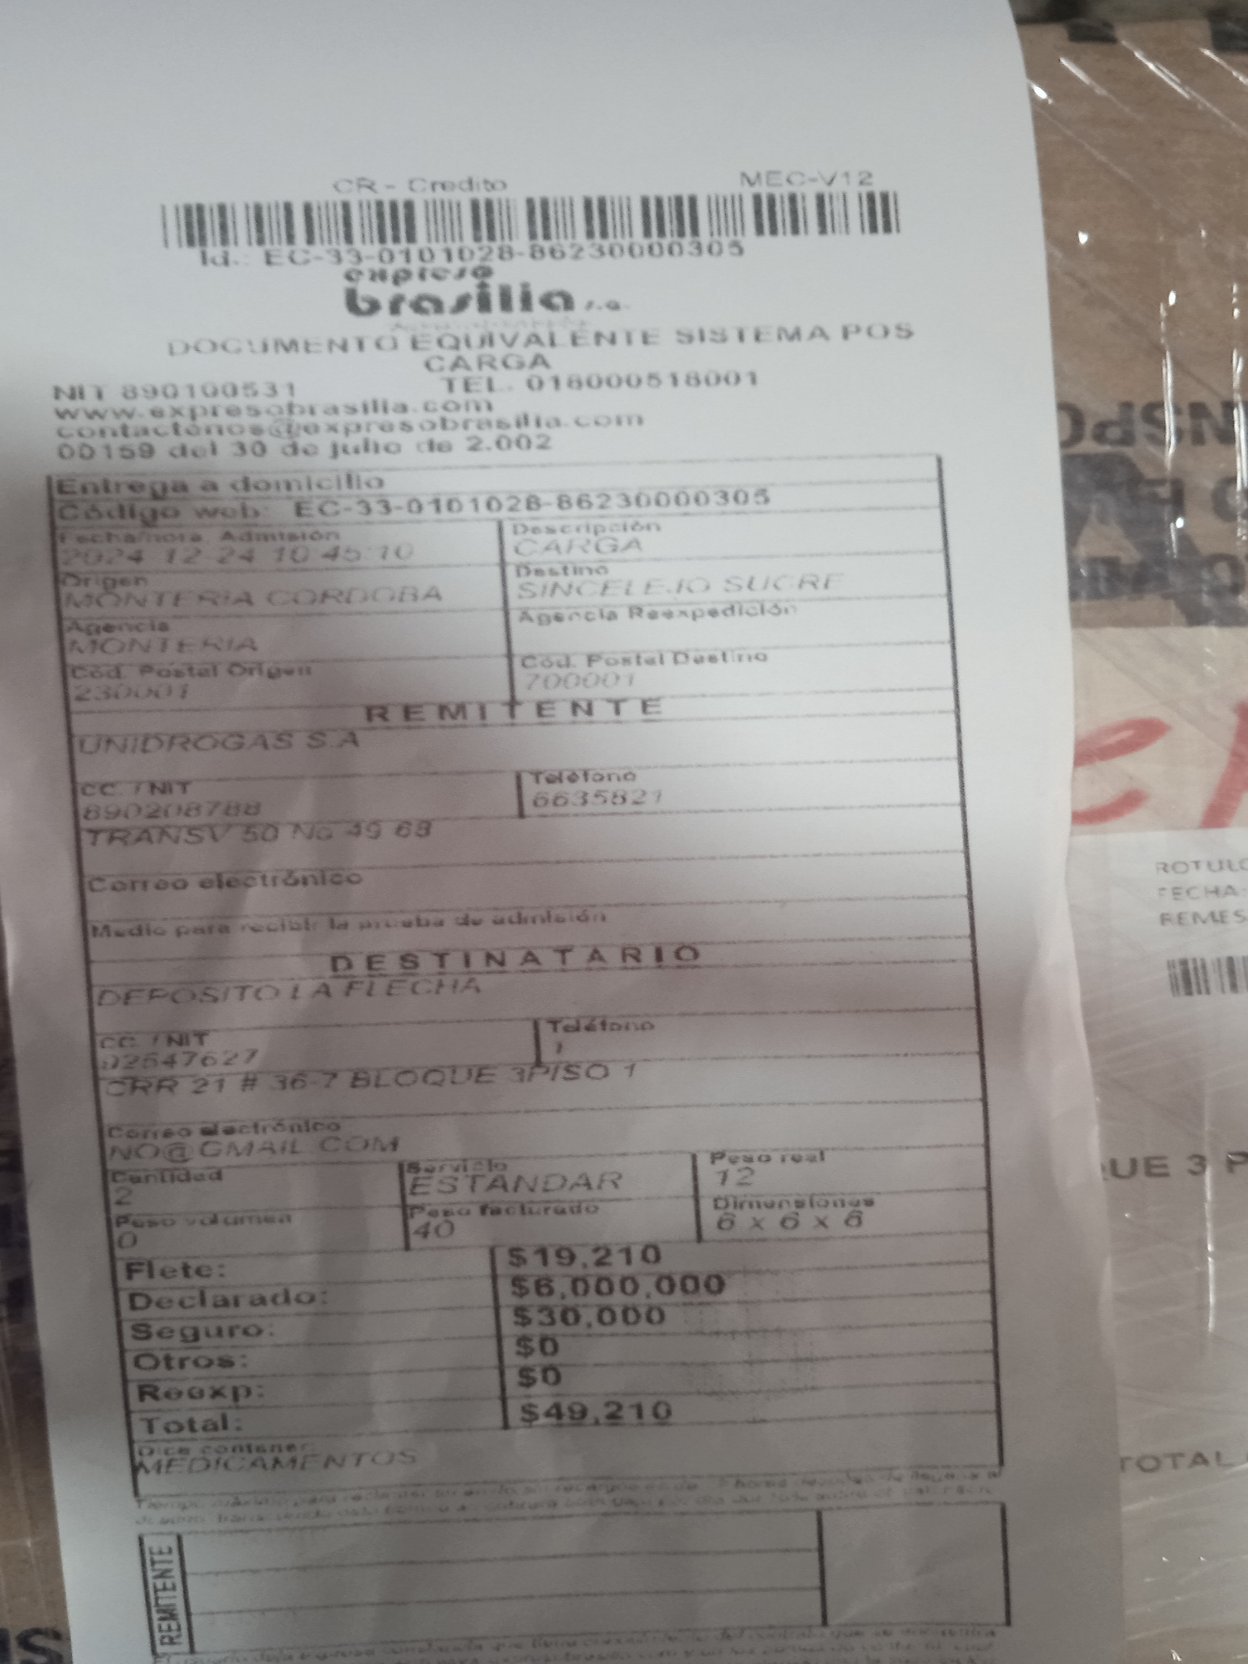 CR - Credito MEC-V12
Id.: EC-33-0101028-86230000305
expreso
brasilia s.a.
DOCUMENTO EQUIVALENTE SISTEMA POS
CARGA
NIT 890100531 TEL. 018000518001
www.expresobrasilia.com
contactenos@expresobrasilia.com
00159 del 30 de julio de 2.002
Entrega a domicilio
Código web: EC-33-0101028-86230000305
Fecha/hora Admisión Descripción
2024 12 24 10:45:10 CARGA
Origen Destino
MONTERIA CORDOBA SINCELEJO SUCRE
Agencia Agencia Reexpedición
MONTERIA
Cód. Postal Origen Cód. Postal Destino
230001 700001
REMITENTE
UNIDROGAS S.A
CC. / NIT Teléfono
890208788 6635821
TRANSV 50 No 49 68
Correo electrónico
Medio para recibir la prueba de admisión
DESTINATARIO
DEPOSITO LA FLECHA
CC. / NIT Teléfono
92547627 1
CRR 21 # 36-7 BLOQUE 3PISO 1
Correo electrónico
NO@GMAIL.COM
Cantidad Servicio Peso real
2 ESTANDAR 12
Peso volumen Peso facturado Dimensiones
0 40 6 x 6 x 6
Flete: $19,210
Declarado: $6,000,000
Seguro: $30,000
Otros: $0
Reexp: $0
Total: $49,210
Dice contener:
MEDICAMENTOS
REMITENTE
ROTULO
FECHA:
REMES
UE 3 P
TOTAL